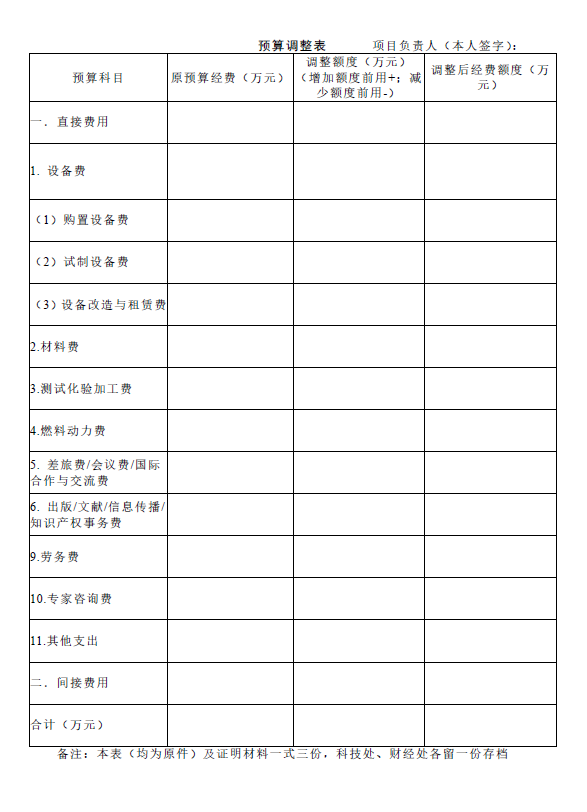 预算调整表 项目负责人（本人签字）：
预算科目
原预算经费（万元）
调整额度（万元）
（增加额度前用+；减
少额度前用-）
调整后经费额度（万
元）
一．直接费用
1. 设备费
（1）购置设备费
（2）试制设备费
（3）设备改造与租赁费
2.材料费
3.测试化验加工费
4.燃料动力费
5. 差旅费/会议费/国际
合作与交流费
6. 出版/文献/信息传播/
知识产权事务费
9.劳务费
10.专家咨询费
11.其他支出
二．间接费用
合计（万元）
备注：本表（均为原件）及证明材料一式三份，科技处、财经处各留一份存档